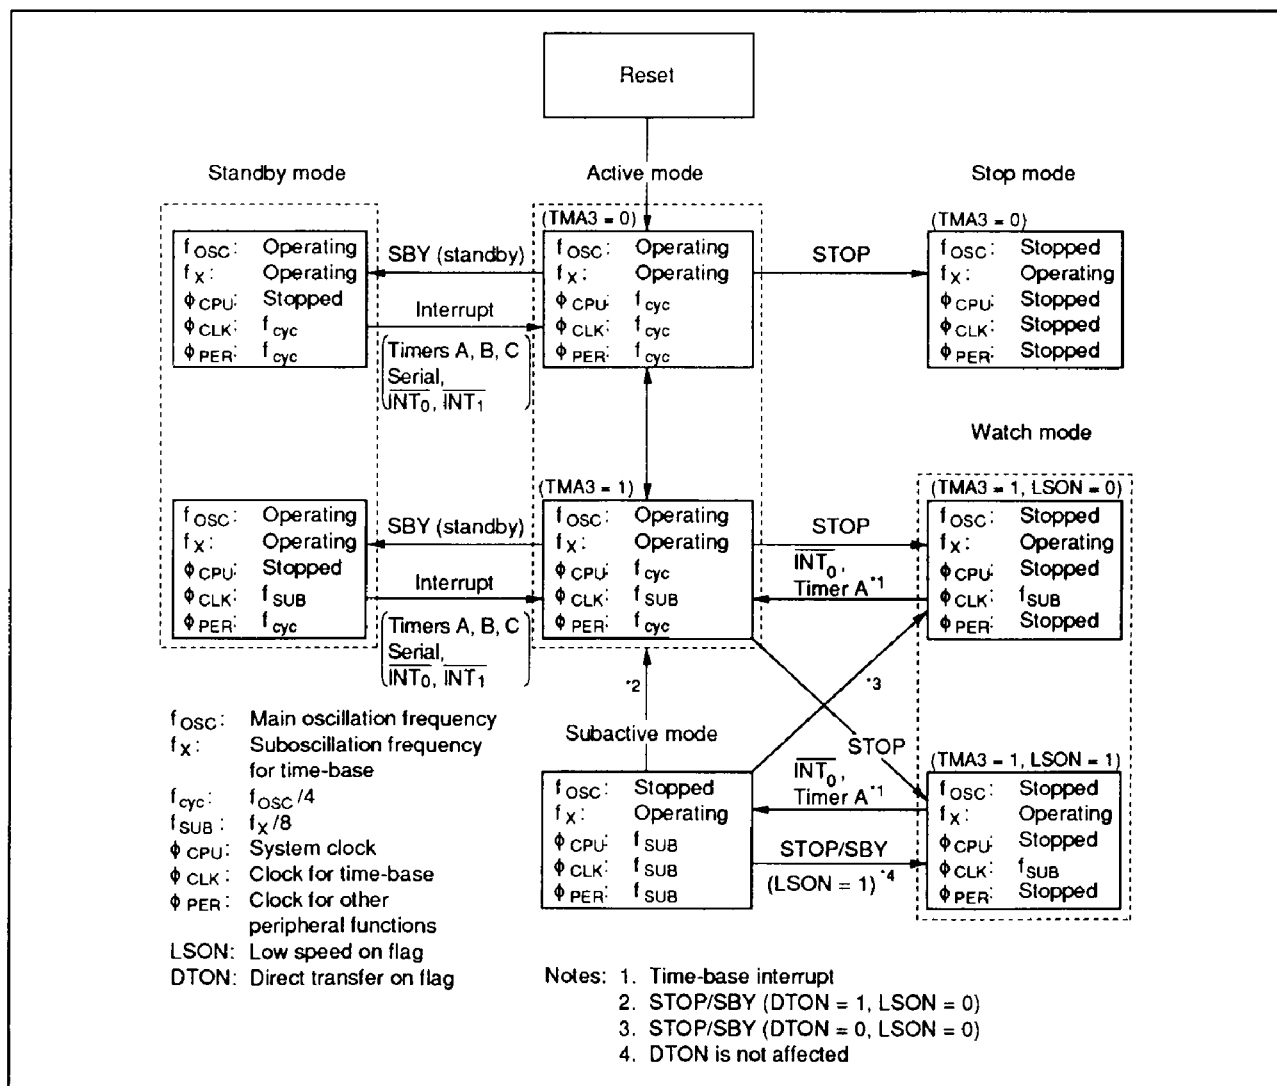 Reset
Standby mode
Active mode
Stop mode
(TMA3 = 0)
(TMA3 = 0)
fOSC: Operating
fX: Operating
ϕCPU: Stopped
ϕCLK: fcyc
ϕPER: fcyc
SBY (standby)
Interrupt
(Timers A, B, C
Serial,
INT0, INT1)
fOSC: Operating
fX: Operating
ϕCPU: fcyc
ϕCLK: fcyc
ϕPER: fcyc
STOP
fOSC: Stopped
fX: Operating
ϕCPU: Stopped
ϕCLK: Stopped
ϕPER: Stopped
Watch mode
(TMA3 = 1)
(TMA3 = 1, LSON = 0)
fOSC: Operating
fX: Operating
ϕCPU: Stopped
ϕCLK: fSUB
ϕPER: fcyc
SBY (standby)
Interrupt
(Timers A, B, C
Serial,
INT0, INT1)
fOSC: Operating
fX: Operating
ϕCPU: fcyc
ϕCLK: fSUB
ϕPER: fcyc
STOP
INT0,
Timer A*1
fOSC: Stopped
fX: Operating
ϕCPU: Stopped
ϕCLK: fSUB
ϕPER: Stopped
*2
*3
STOP
Subactive mode
(TMA3 = 1, LSON = 1)
fOSC: Stopped
fX: Operating
ϕCPU: fSUB
ϕCLK: fSUB
ϕPER: fSUB
INT0,
Timer A*1
STOP/SBY
(LSON = 1)*4
fOSC: Stopped
fX: Operating
ϕCPU: Stopped
ϕCLK: fSUB
ϕPER: Stopped
fOSC: Main oscillation frequency
fX: Suboscillation frequency
for time-base
fcyc: fOSC/4
fSUB: fX/8
ϕCPU: System clock
ϕCLK: Clock for time-base
ϕPER: Clock for other
peripheral functions
LSON: Low speed on flag
DTON: Direct transfer on flag
Notes: 1. Time-base interrupt
2. STOP/SBY (DTON = 1, LSON = 0)
3. STOP/SBY (DTON = 0, LSON = 0)
4. DTON is not affected